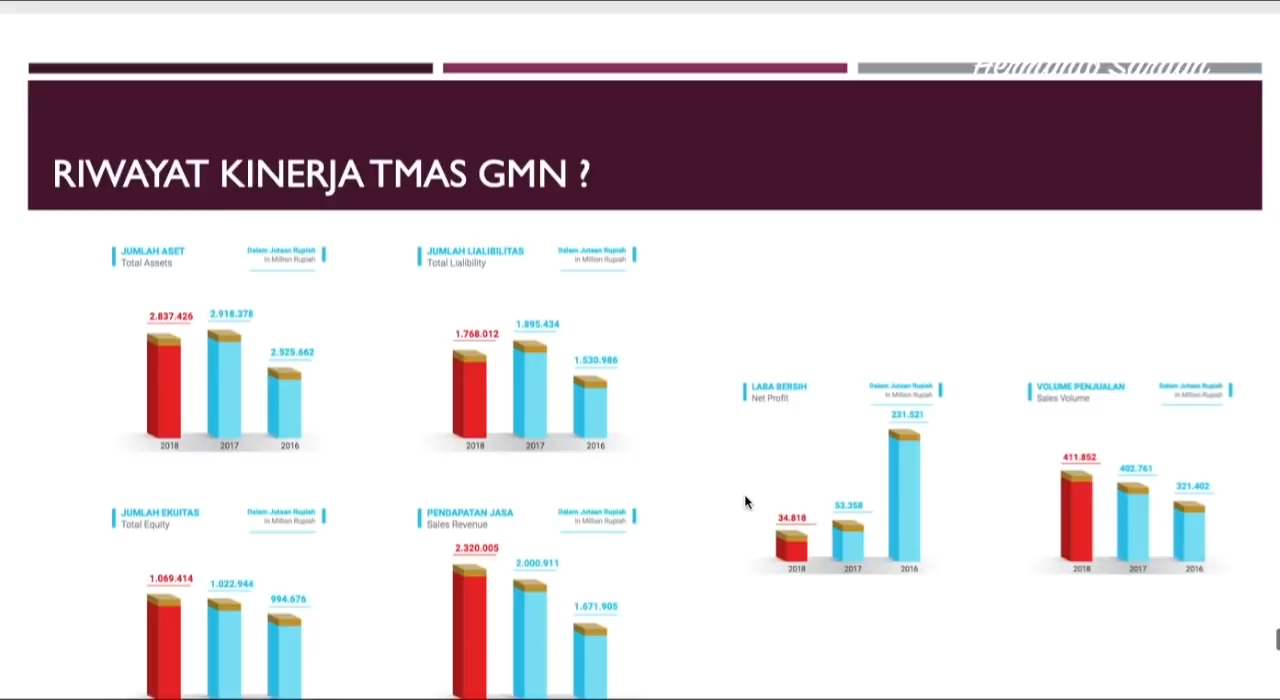 RIWAYAT KINERJA TMAS GMN ?
JUMLAH ASET
Total Assets
Dalam Jutaan Rupiah
In Million Rupiah
2.837.426
2.918.378
2.525.662
2018
2017
2016
JUMLAH LIALIBILITAS
Total Lialibility
Dalam Jutaan Rupiah
In Million Rupiah
1.768.012
1.895.434
1.530.986
2018
2017
2016
LABA BERSIH
Net Profit
Dalam Jutaan Rupiah
In Million Rupiah
34.818
53.358
231.521
2018
2017
2016
VOLUME PENJUALAN
Sales Volume
Dalam Jutaan Rupiah
In Million Rupiah
411.852
402.761
321.402
2018
2017
2016
JUMLAH EKUITAS
Total Equity
Dalam Jutaan Rupiah
In Million Rupiah
1.069.414
1.022.944
994.676
PENDAPATAN JASA
Sales Revenue
Dalam Jutaan Rupiah
In Million Rupiah
2.320.005
2.000.911
1.671.905